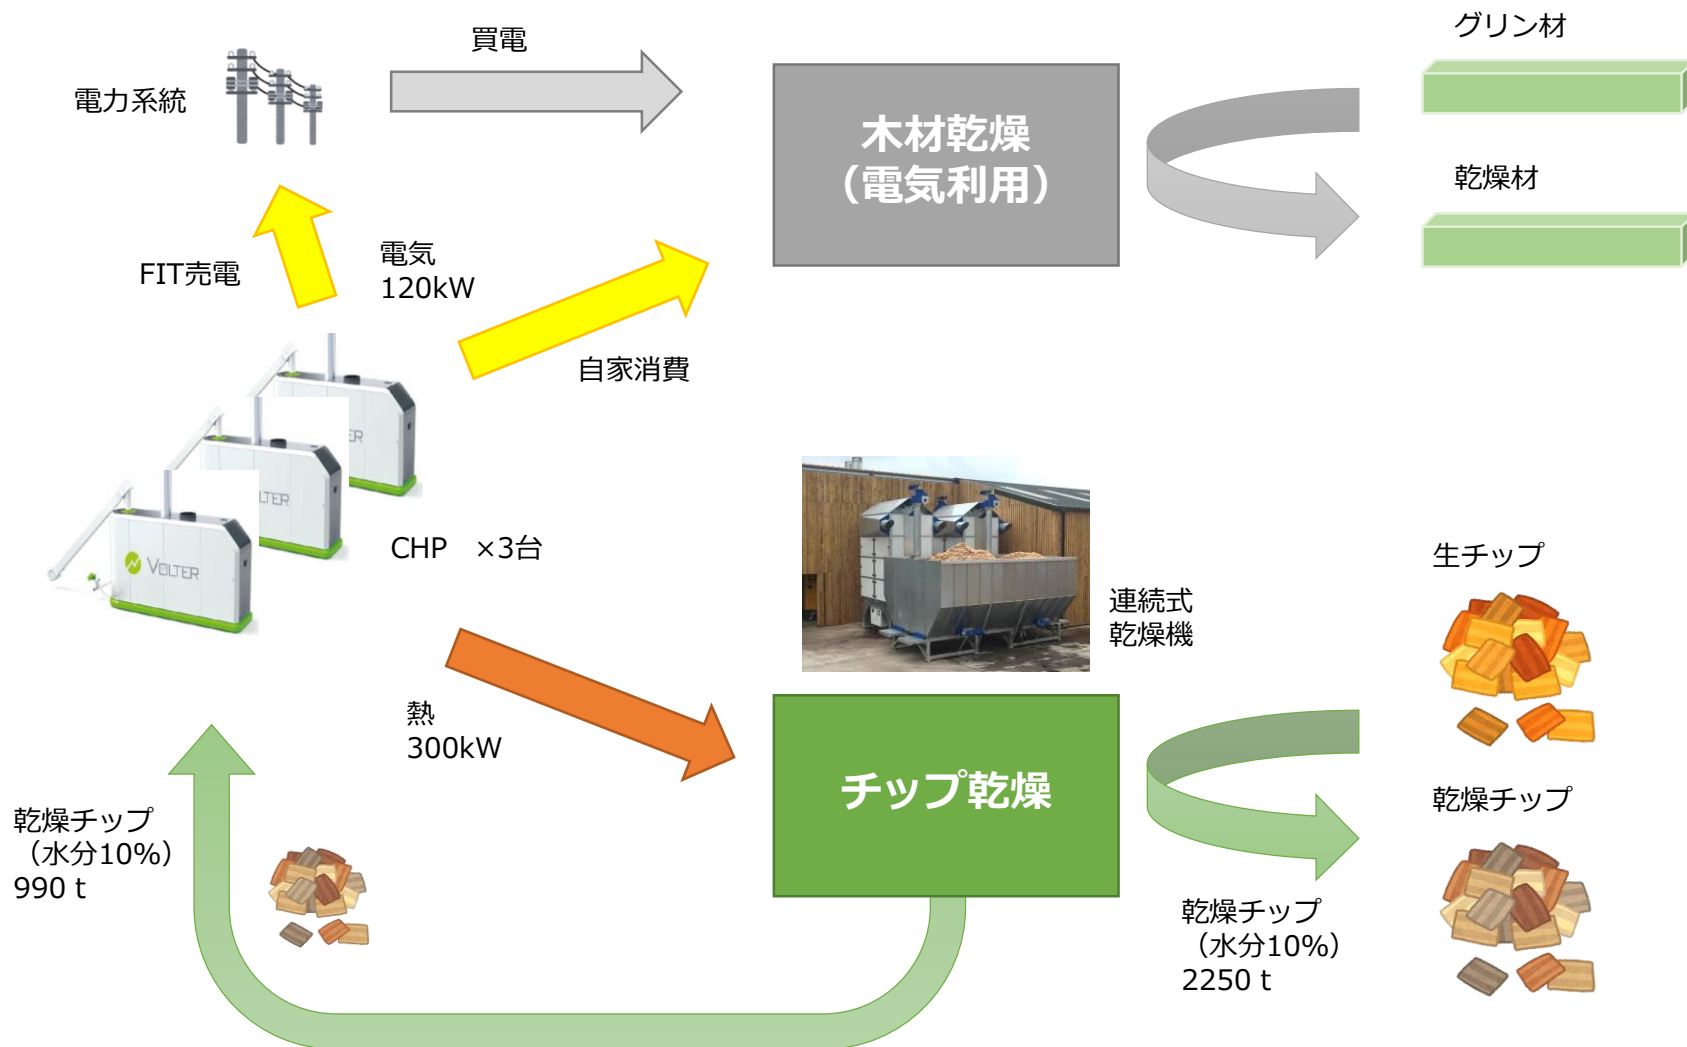 買電
グリン材
電力系統
木材乾燥
（電気利用）
乾燥材
FIT売電
電気
120kW
自家消費
ER
LTER
VOLTER
CHP ×3台
連続式
乾燥機
生チップ
熱
300kW
チップ乾燥
乾燥チップ
乾燥チップ
（水分10%）
990 t
乾燥チップ
（水分10%）
2250 t